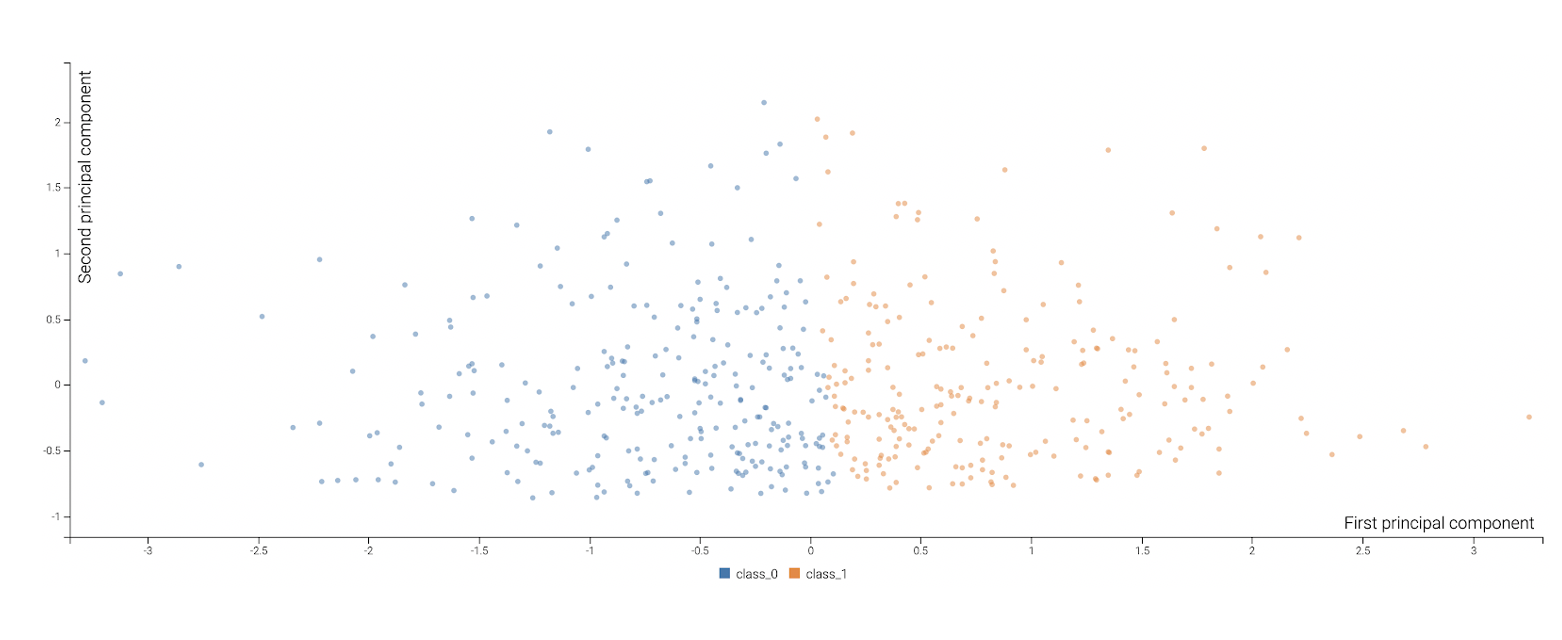 Second principal component
2
1.5
1
0.5
0
-0.5
-1
First principal component
-3 -2.5 -2 -1.5 -1 -0.5 0 0.5 1 1.5 2 2.5 3
class_0 class_1